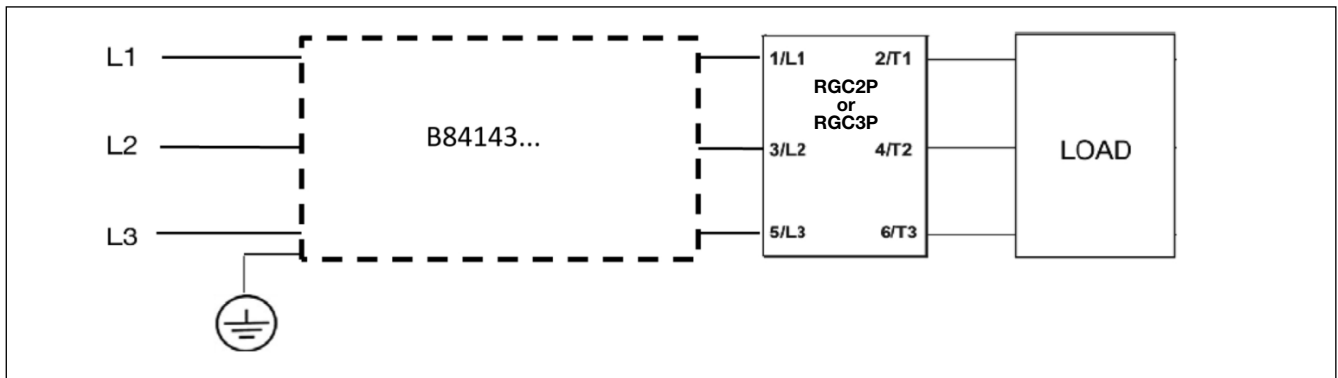 L1
L2
L3
B84143...
1/L1 2/T1
RGC2P
or
RGC3P
3/L2 4/T2
5/L3 6/T3
LOAD